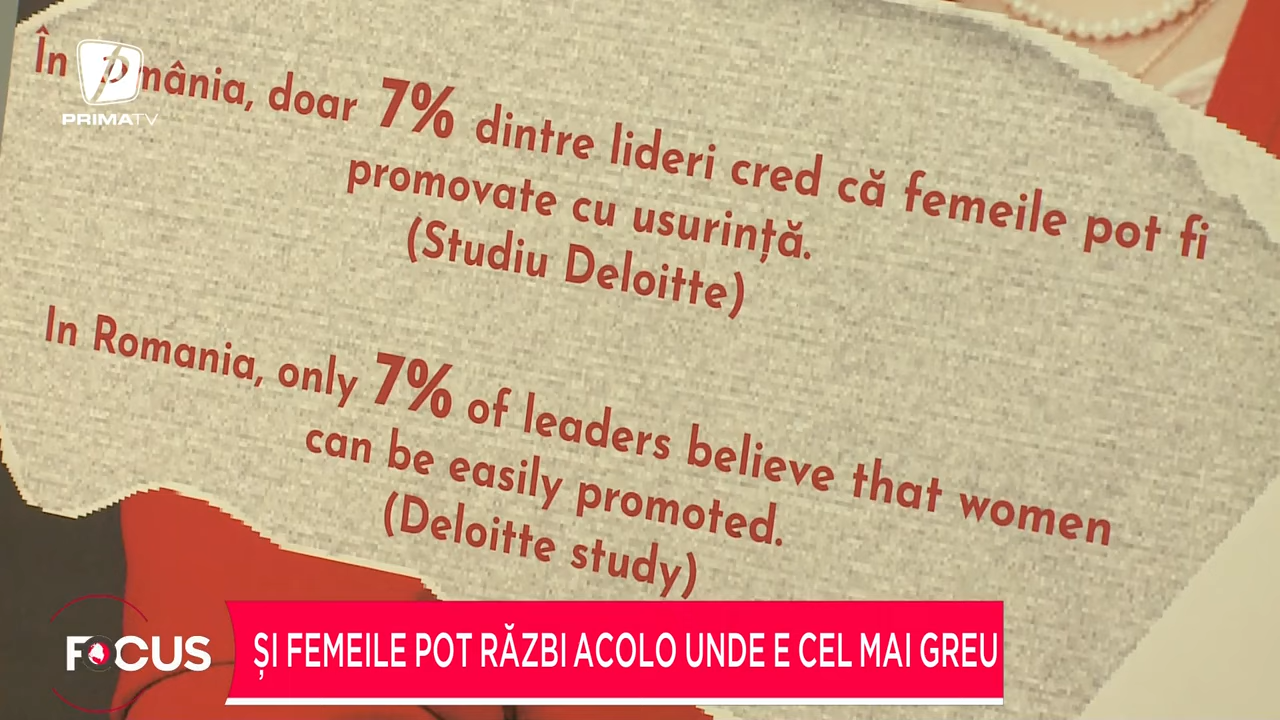 În România, doar 7% dintre lideri cred că femeile pot fi
promovate cu usurință.
(Studiu Deloitte)
In Romania, only 7% of leaders believe that women
can be easily promoted.
(Deloitte study)
PRIMATV
FOCUS
ȘI FEMEILE POT RĂZBI ACOLO UNDE E CEL MAI GREU